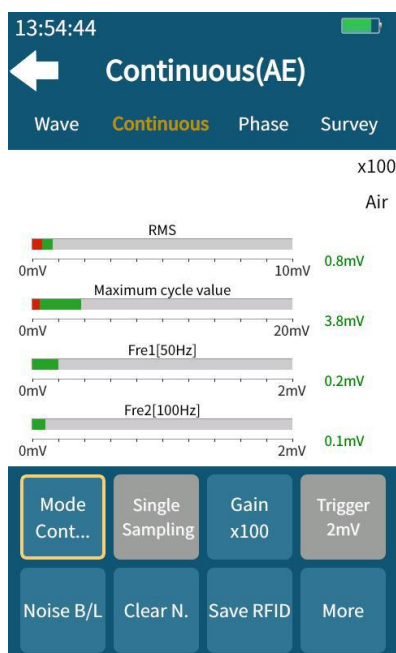 13:54:44
Continuous(AE)
Wave Continuous Phase Survey
x100
Air
RMS
0mV 10mV 0.8mV
Maximum cycle value
0mV 20mV 3.8mV
Fre1[50Hz]
0mV 2mV 0.2mV
Fre2[100Hz]
0mV 2mV 0.1mV
Mode Single Gain Trigger
Cont... Sampling x100 2mV
Noise B/L Clear N. Save RFID More